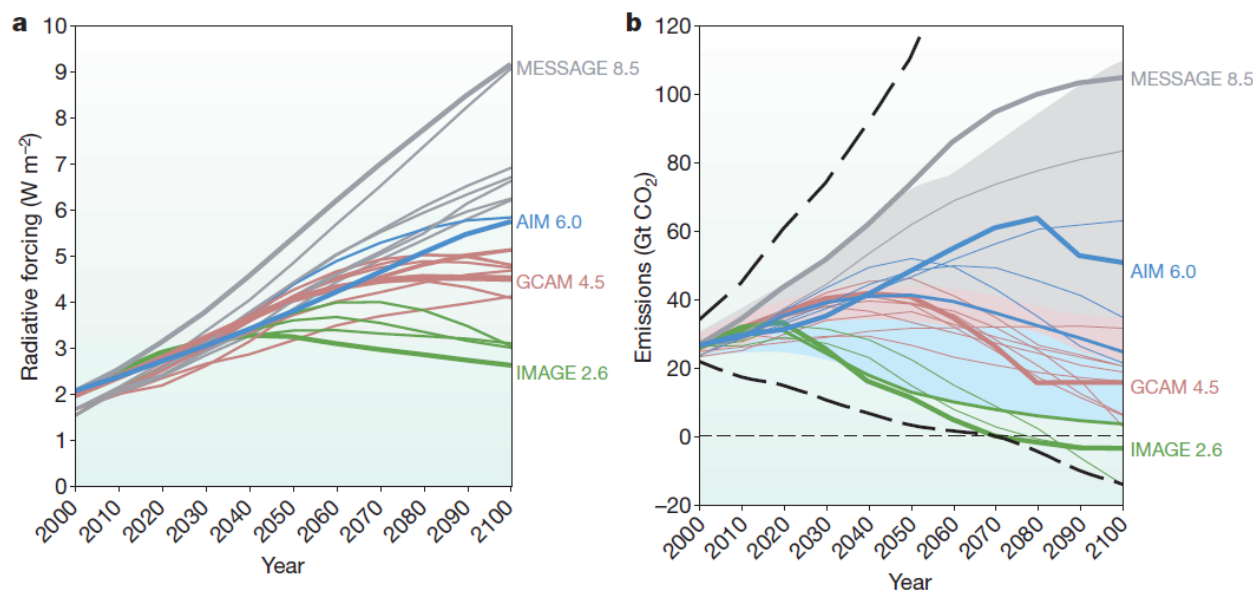 a
Radiative forcing (W m⁻²)
10
9
8
7
6
5
4
3
2
1
0
2000
2010
2020
2030
2040
2050
2060
2070
2080
2090
2100
Year
MESSAGE 8.5
AIM 6.0
GCAM 4.5
IMAGE 2.6
b
Emissions (Gt CO₂)
120
100
80
60
40
20
0
–20
2000
2010
2020
2030
2040
2050
2060
2070
2080
2090
2100
Year
MESSAGE 8.5
AIM 6.0
GCAM 4.5
IMAGE 2.6